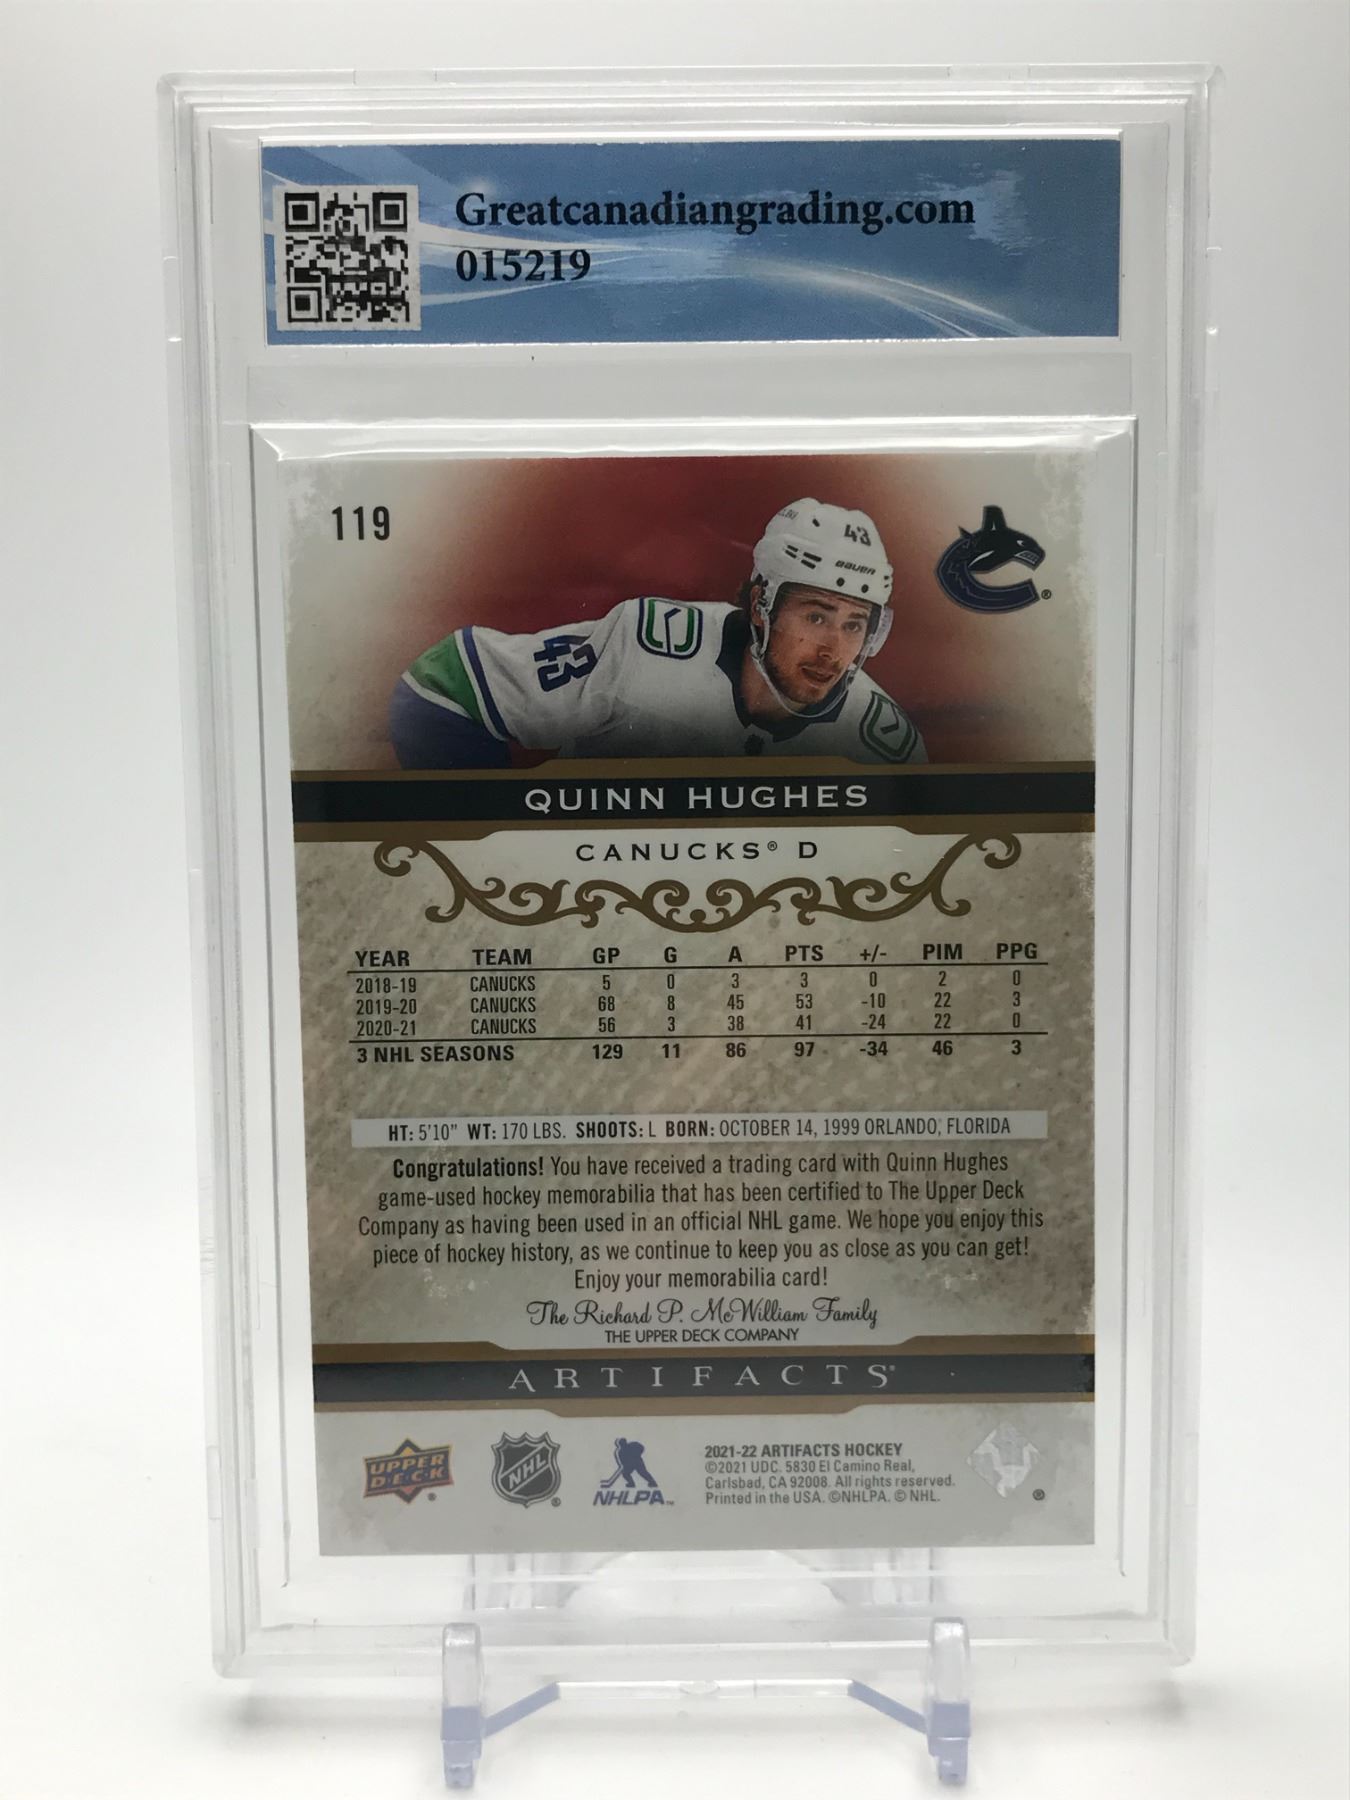 Greatcanadiangrading.com
015219
119
43
BAUER
43
®
QUINN HUGHES
CANUCKS® D
YEAR TEAM GP G A PTS +/- PIM PPG
2018-19 CANUCKS 5 0 3 3 0 2 0
2019-20 CANUCKS 68 8 45 53 -10 22 3
2020-21 CANUCKS 56 3 38 41 -24 22 0
3 NHL SEASONS 129 11 86 97 -34 46 3
HT: 5'10" WT: 170 LBS. SHOOTS: L BORN: OCTOBER 14, 1999 ORLANDO, FLORIDA
Congratulations! You have received a trading card with Quinn Hughes
game-used hockey memorabilia that has been certified to The Upper Deck
Company as having been used in an official NHL game. We hope you enjoy this
piece of hockey history, as we continue to keep you as close as you can get!
Enjoy your memorabilia card!
The Richard P. McWilliam Family
THE UPPER DECK COMPANY
ARTIFACTS®
UPPER
DECK
®
NHL
®
NHLPA™
2021-22 ARTIFACTS HOCKEY
©2021 UDC. 5830 El Camino Real,
Carlsbad, CA 92008. All rights reserved.
Printed in the USA. ©NHLPA. © NHL.
®